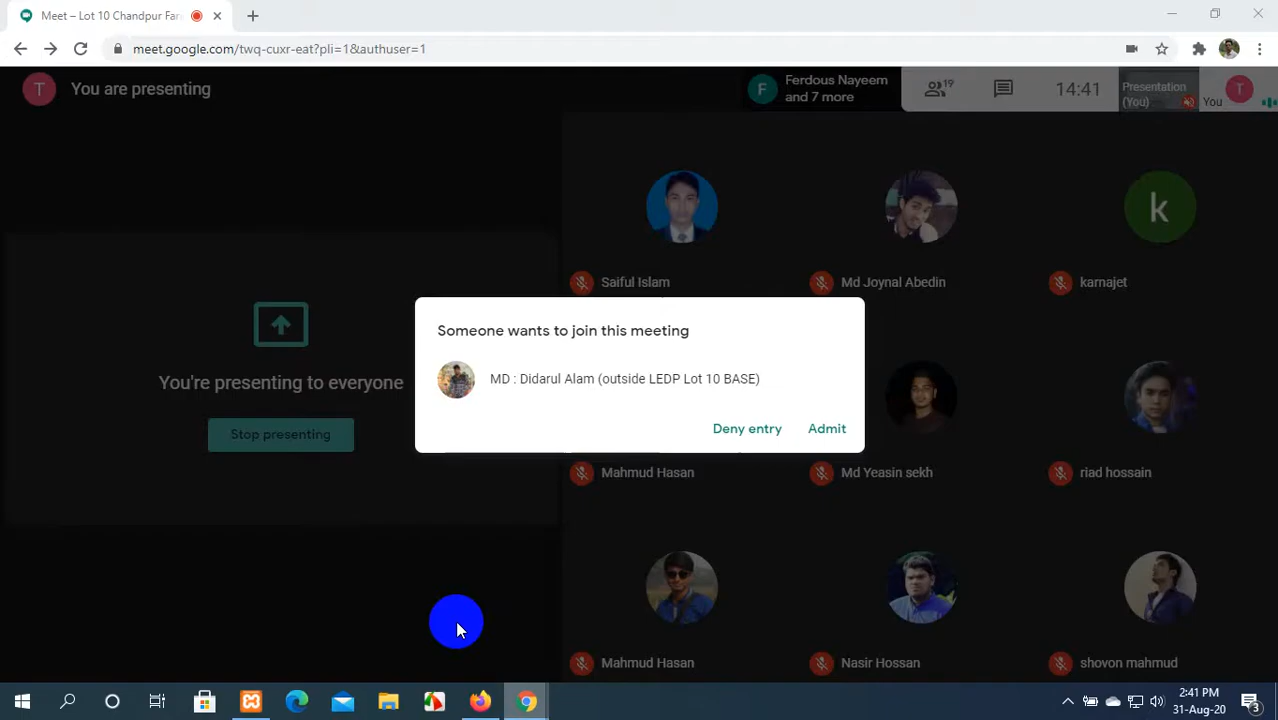 Meet – Lot 10 Chandpur Far
meet.google.com/twq-cuxr-eat?pli=1&authuser=1
T
You are presenting
F
Ferdous Nayeem
and 7 more
19
14:41
Presentation
(You)
You
T
k
Saiful Islam
Md Joynal Abedin
karnajet
Someone wants to join this meeting
MD : Didarul Alam (outside LEDP Lot 10 BASE)
Deny entry
Admit
You're presenting to everyone
Stop presenting
Mahmud Hasan
Md Yeasin sekh
riad hossain
Mahmud Hasan
Nasir Hossan
shovon mahmud
2:41 PM
31-Aug-20
3